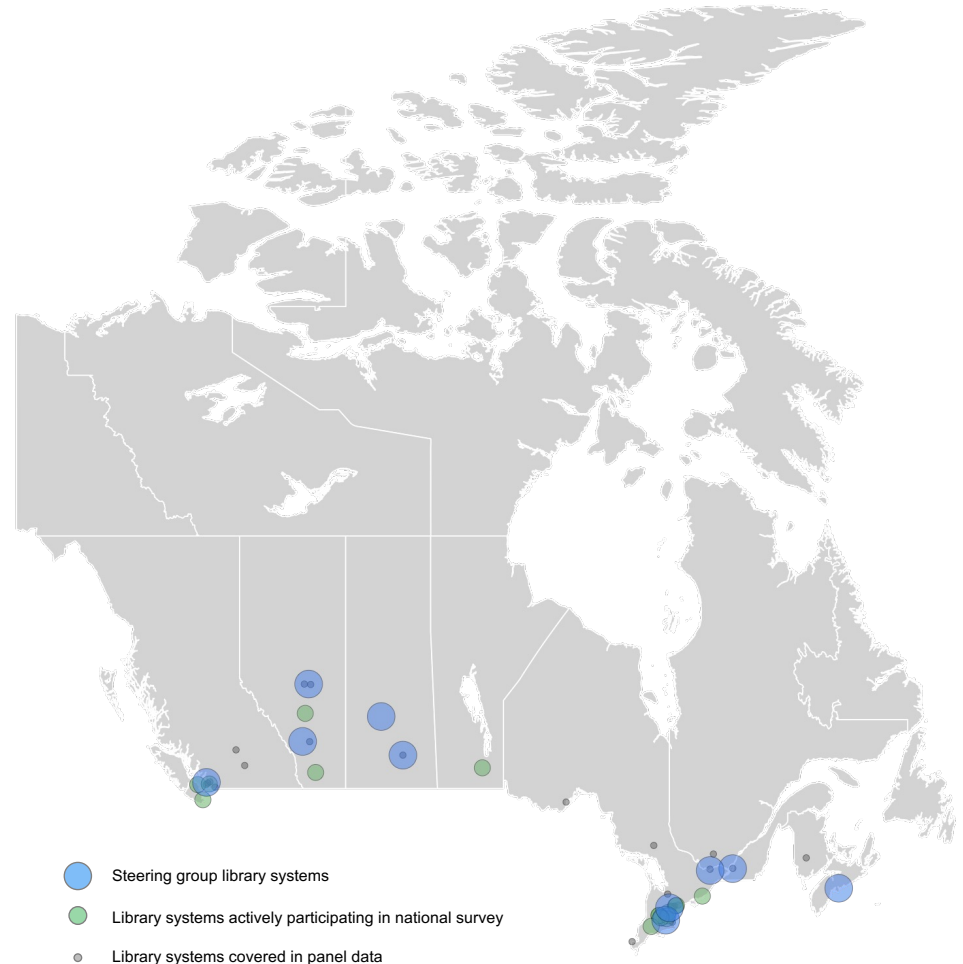 Steering group library systems
Library systems actively participating in national survey
Library systems covered in panel data